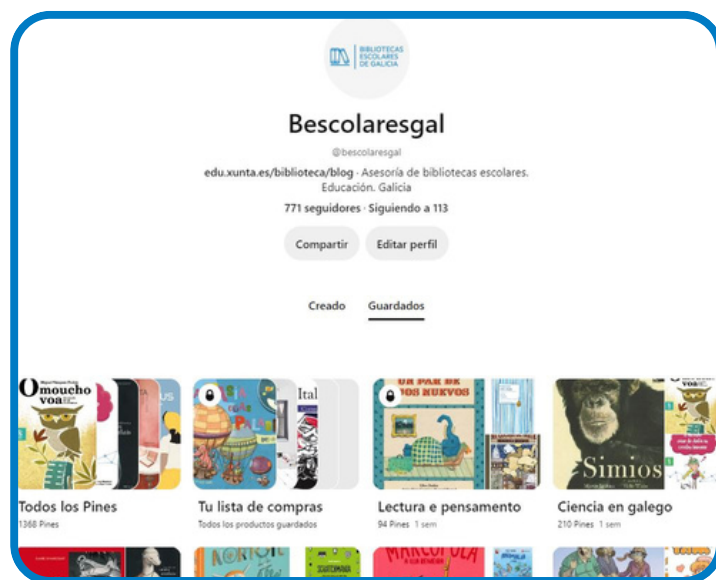 BIBLIOTECAS
ESCOLARES
DE GALICIA
Bescolaresgal
@bescolaresgal
edu.xunta.es/biblioteca/blog · Asesoría de bibliotecas escolares.
Educación. Galicia
771 seguidores · Siguiendo a 113
Compartir Editar perfil
Creado Guardados
O moucho
voa
Ital
UN PAR DE
OJOS NUEVOS
Simios
voa
Todos los Pines
1368 Pines
Tu lista de compras
Todos los productos guardados
Lectura e pensamento
94 Pines 1 sem
Ciencia en galego
210 Pines 1 sem